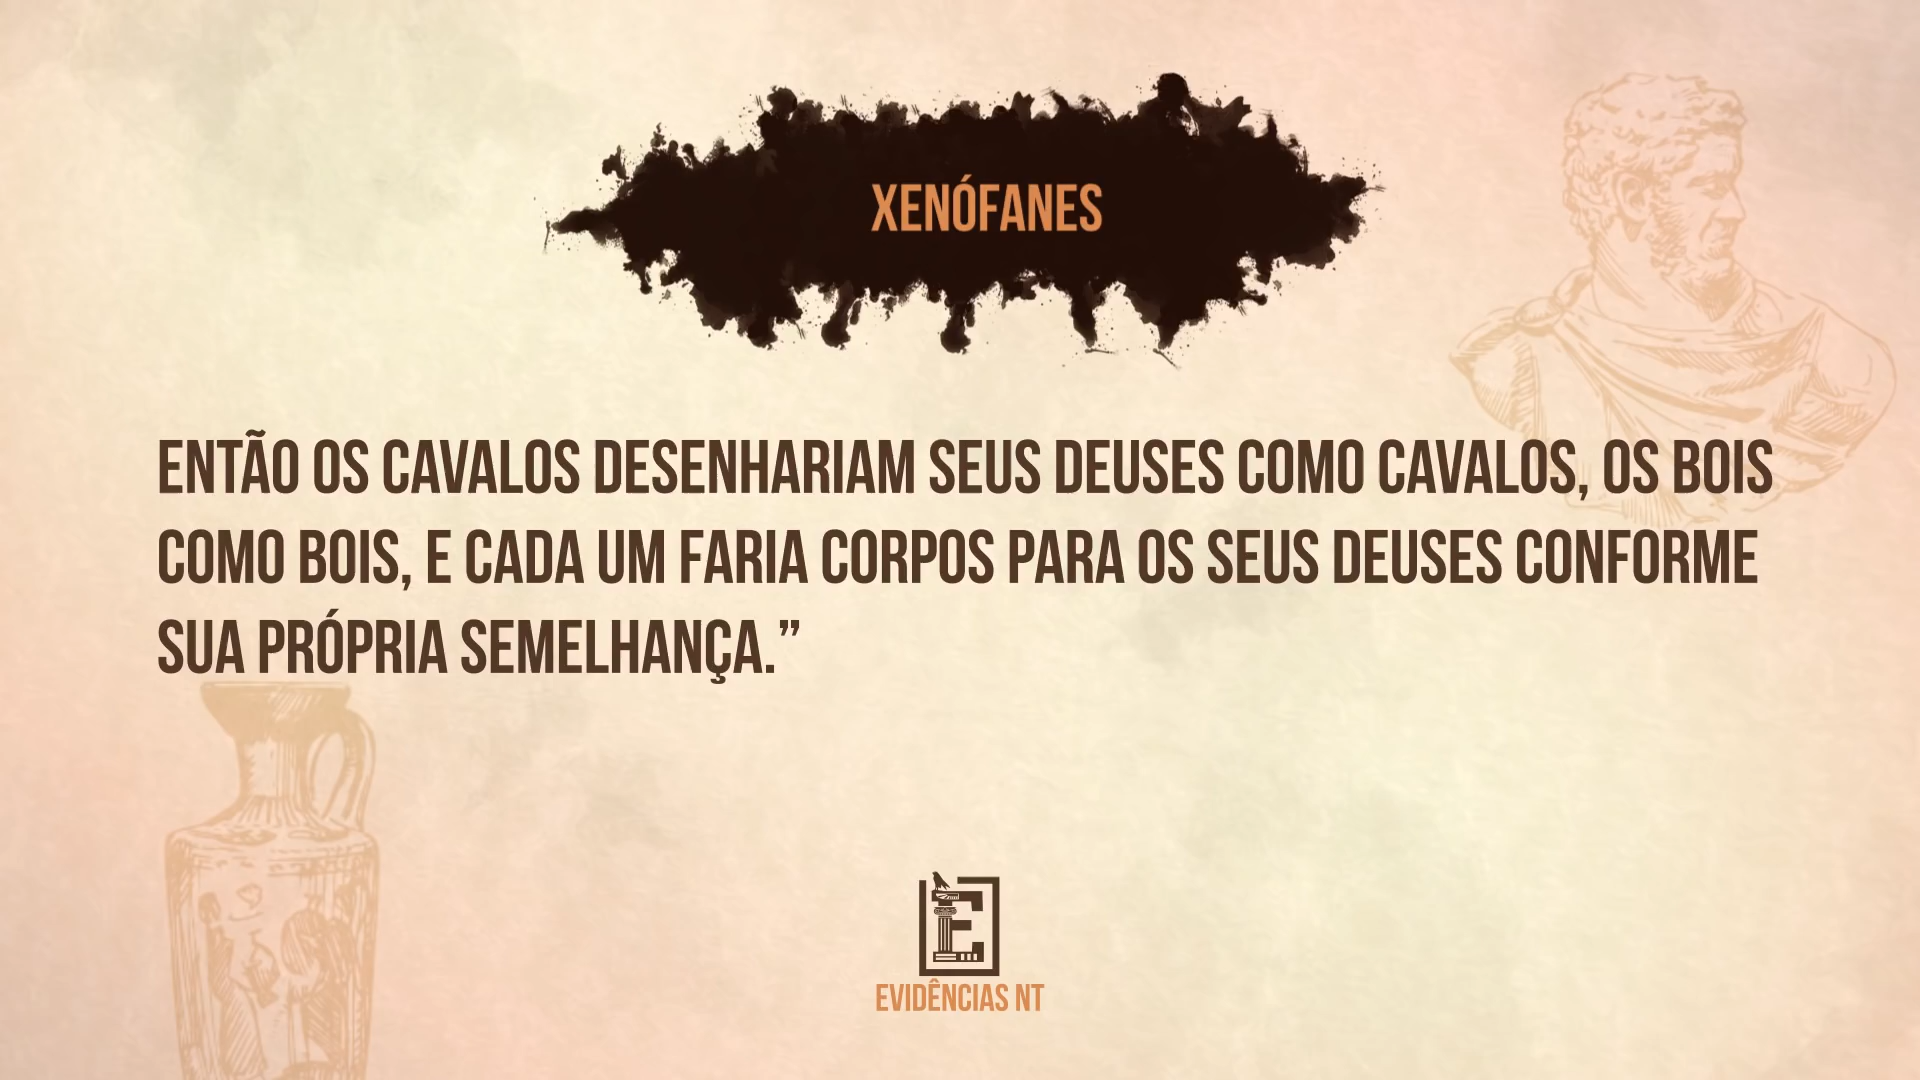 XENÓFANES
ENTÃO OS CAVALOS DESENHARIAM SEUS DEUSES COMO CAVALOS, OS BOIS
COMO BOIS, E CADA UM FARIA CORPOS PARA OS SEUS DEUSES CONFORME
SUA PRÓPRIA SEMELHANÇA.”
E
EVIDÊNCIAS NT